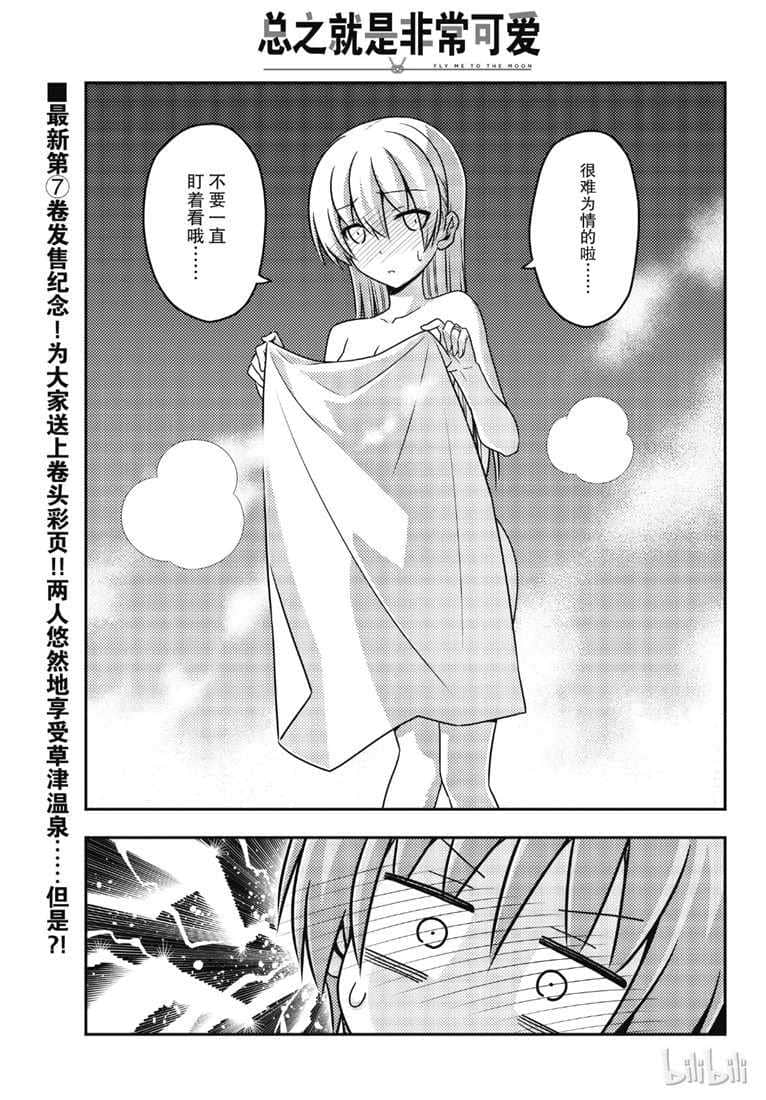 总之就是非常可爱
FLY ME TO THE MOON
很难为情的啦……
不要一直
盯着看哦……
■最新第⑦卷发售纪念！为大家送上卷头彩页!!两人悠然地享受草津温泉……但是?!
bilibili